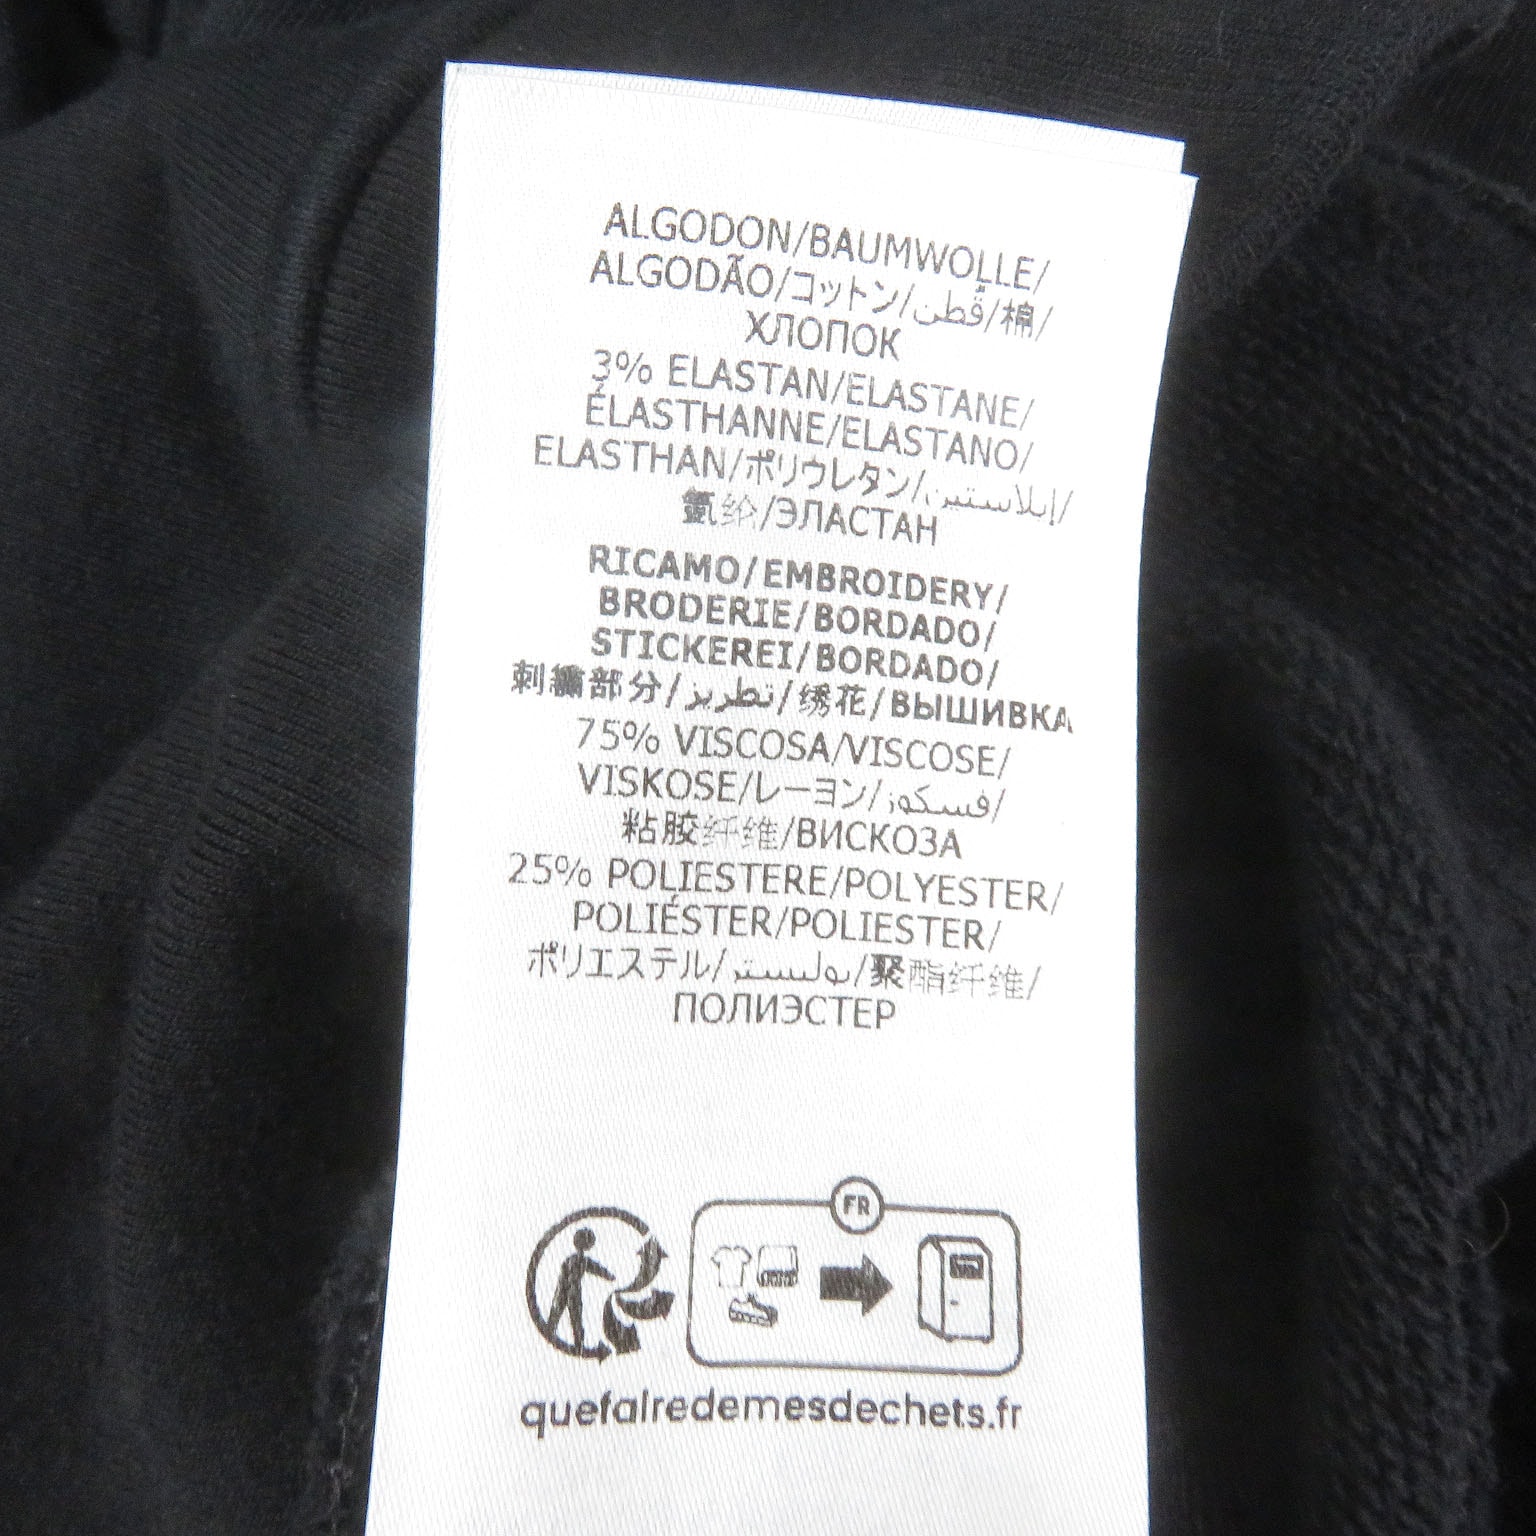 ALGODON/BAUMWOLLE/
ALGODÃO/コットン/قطن/棉/
ХЛОПОК
3% ELASTAN/ELASTANE/
ÉLASTHANNE/ELASTANO/
ELASTHAN/ポリウレタン/إيلاستين/
氨纶/ЭЛАСТАН
RICAMO/EMBROIDERY/
BRODERIE/BORDADO/
STICKEREI/BORDADO/
刺繍部分/تطريز/绣花/ВЫШИВКА
75% VISCOSA/VISCOSE/
VISKOSE/レーヨン/فسكوز/
粘胶纤维/ВИСКОЗА
25% POLIESTERE/POLYESTER/
POLIÉSTER/POLIESTER/
ポリエステル/بوليستر/聚酯纤维/
ПОЛИЭСТЕР
FR
quefairedemesdechets.fr